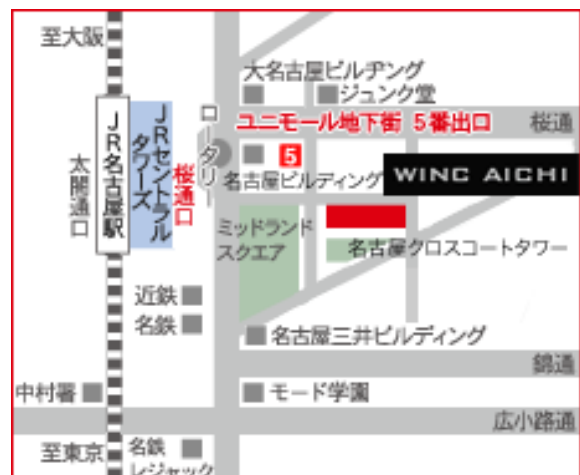 至大阪
大名古屋ビルヂング
ジュンク堂
ユニモール地下街 5番出口
桜通
ロータリー
JR名古屋駅
JRセントラル
タワーズ
桜通口
太閤通口
5
名古屋ビルディング
WINC AICHI
ミッドランド
スクエア
名古屋クロスコートタワー
近鉄
名鉄
名古屋三井ビルディング
錦通
中村署
モード学園
広小路通
至東京
名鉄
レジャック